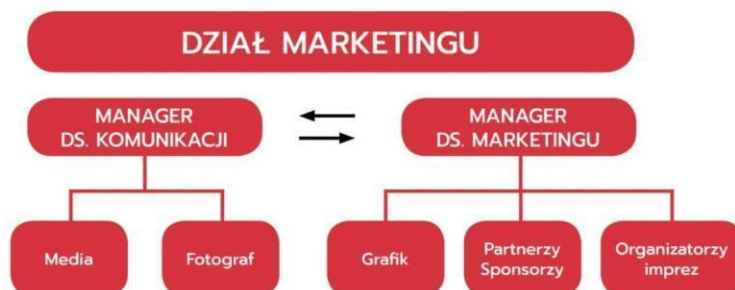 DZIAŁ MARKETINGU
MANAGER
DS. KOMUNIKACJI
MANAGER
DS. MARKETINGU
Media
Fotograf
Grafik
Partnerzy
Sponsorzy
Organizatorzy
imprez